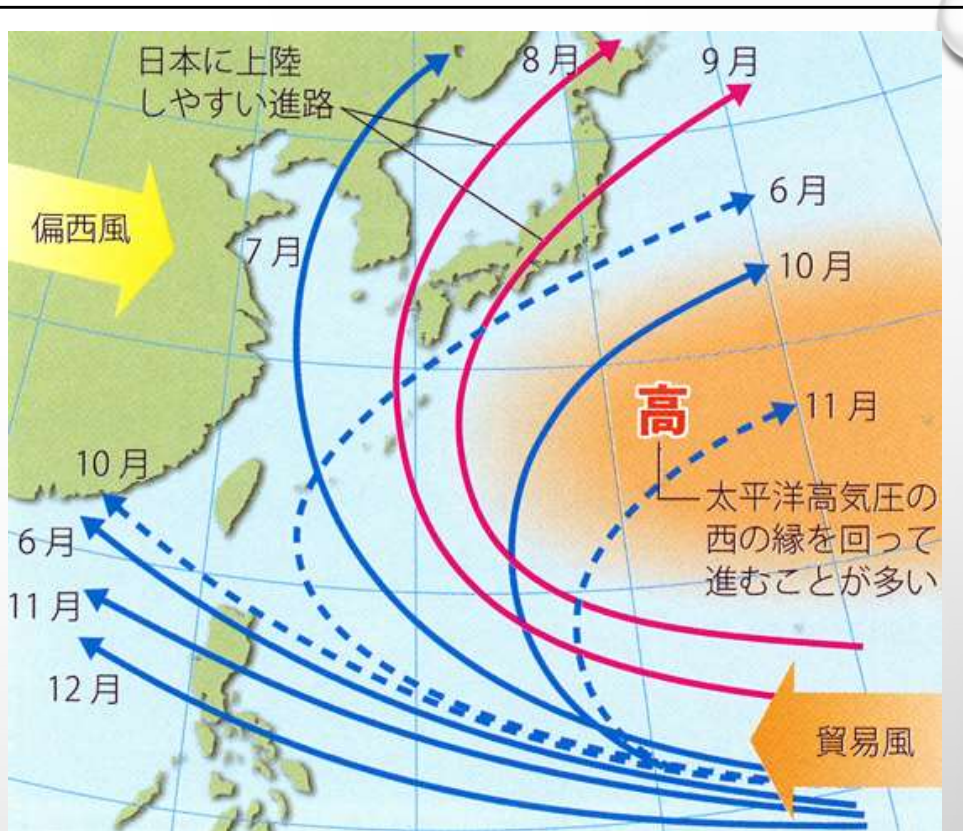 日本に上陸
しやすい進路
8月
9月
偏西風
7月
6月
10月
高
11月
10月
太平洋高気圧の
西の縁を回って
進むことが多い
6月
11月
12月
貿易風